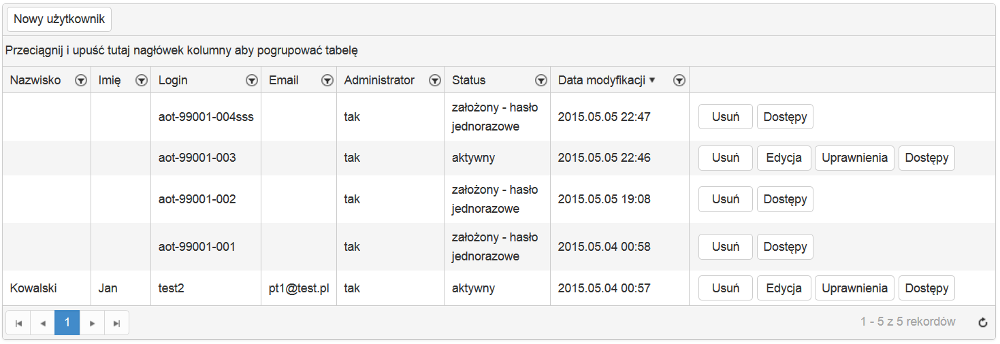 Nowy użytkownik
Przeciągnij i upuść tutaj nagłówek kolumny aby pogrupować tabelę
Nazwisko Imię Login Email Administrator Status Data modyfikacji
aot-99001-004sss tak założony - hasło jednorazowe 2015.05.05 22:47 Usuń Dostępy
aot-99001-003 tak aktywny 2015.05.05 22:46 Usuń Edycja Uprawnienia Dostępy
aot-99001-002 tak założony - hasło jednorazowe 2015.05.05 19:08 Usuń Dostępy
aot-99001-001 tak założony - hasło jednorazowe 2015.05.04 00:58 Usuń Dostępy
Kowalski Jan test2 pt1@test.pl tak aktywny 2015.05.04 00:57 Usuń Edycja Uprawnienia Dostępy
1 1 - 5 z 5 rekordów